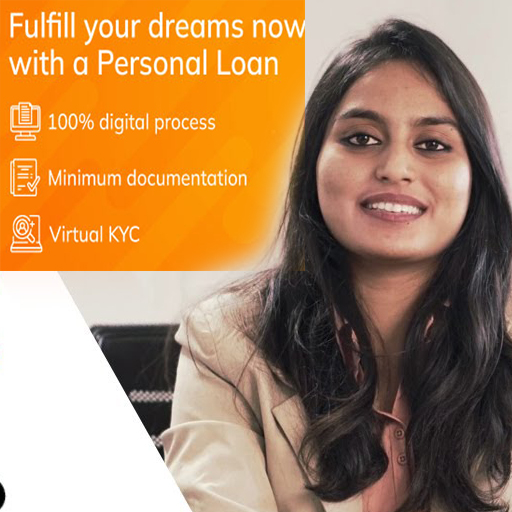 Fulfill your dreams now
with a Personal Loan
100% digital process
Minimum documentation
Virtual KYC